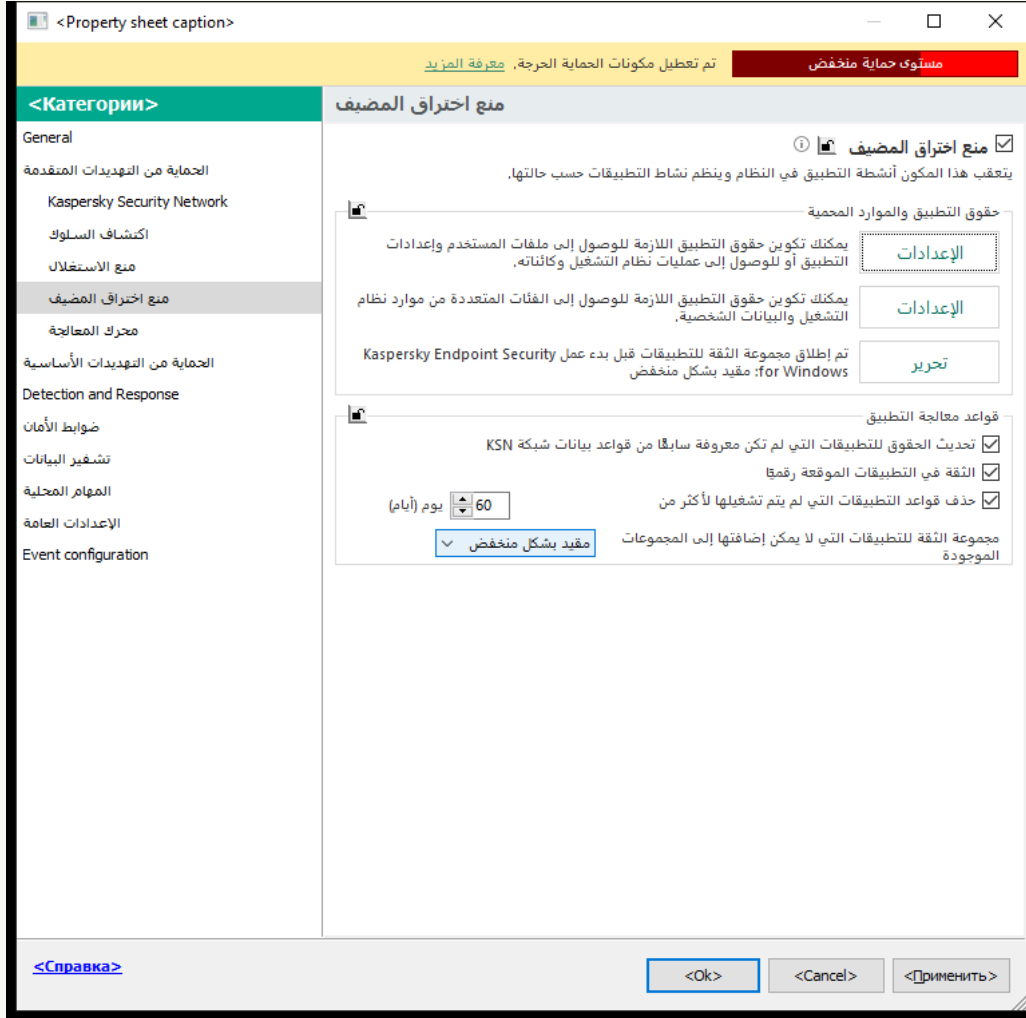 <Property sheet caption>
مستوى حماية منخفض
تم تعطيل مكونات الحماية الحرجة. معرفة المزيد
<Категории>
General
الحماية من التهديدات المتقدمة
Kaspersky Security Network
اكتشاف السلوك
منع الاستغلال
منع اختراق المضيف
محرك المعالجة
الحماية من التهديدات الأساسية
Detection and Response
ضوابط الأمان
تشفير البيانات
المهام المحلية
الإعدادات العامة
Event configuration
منع اختراق المضيف
منع اختراق المضيف
يتعقب هذا المكون أنشطة التطبيق في النظام وينظم نشاط التطبيقات حسب حالتها.
حقوق التطبيق والموارد المحمية
يمكنك تكوين حقوق التطبيق اللازمة للوصول إلى ملفات المستخدم وإعدادات
التطبيق أو للوصول إلى عمليات نظام التشغيل وكائناته.
الإعدادات
يمكنك تكوين حقوق التطبيق اللازمة للوصول إلى الفئات المتعددة من موارد نظام
التشغيل والبيانات الشخصية.
الإعدادات
تم إطلاق مجموعة الثقة للتطبيقات قبل بدء عمل Kaspersky Endpoint Security
for Windows: مقيد بشكل منخفض
تحرير
قواعد معالجة التطبيق
تحديث الحقوق للتطبيقات التي لم تكن معروفة سابقًا من قواعد بيانات شبكة KSN
الثقة في التطبيقات الموقعة رقميًا
حذف قواعد التطبيقات التي لم يتم تشغيلها لأكثر من 60 يوم (أيام)
مجموعة الثقة للتطبيقات التي لا يمكن إضافتها إلى المجموعات
الموجودة
مقيد بشكل منخفض
<Справка>
<Ok>
<Cancel>
<Применить>